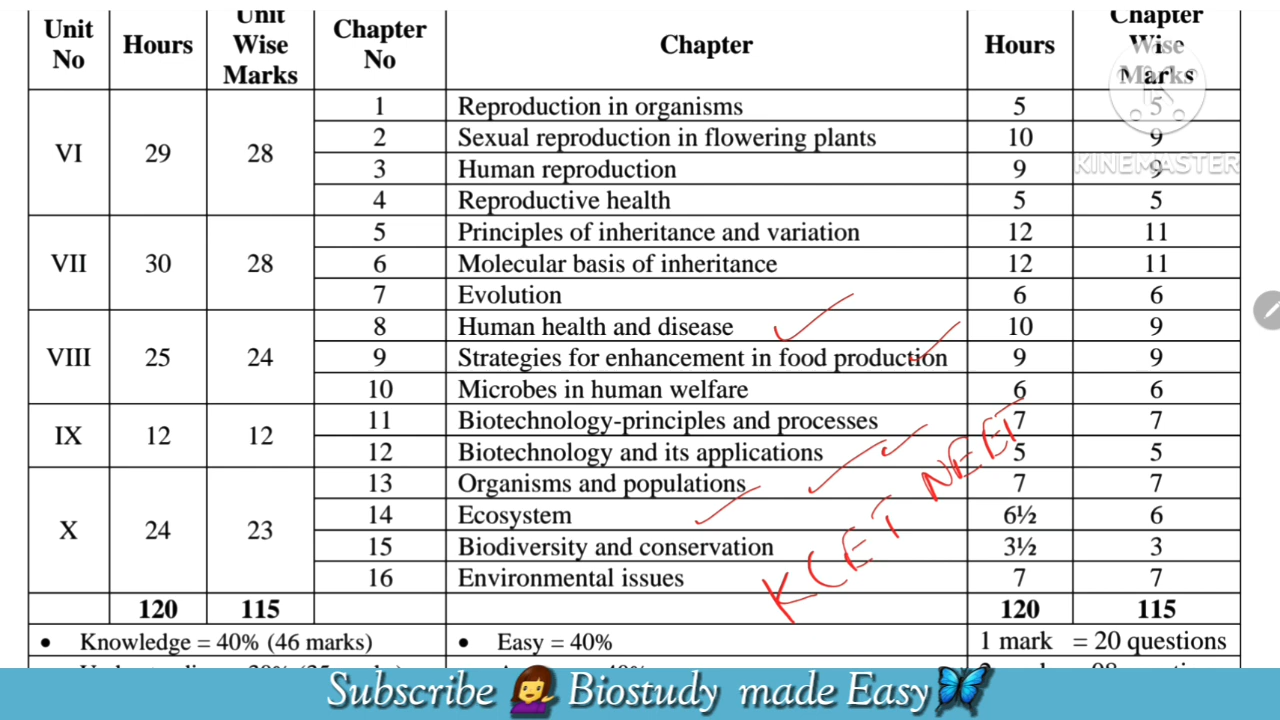 Unit No | Hours | Unit Wise Marks | Chapter No | Chapter | Hours | Chapter Wise Marks
VI | 29 | 28 | 1 | Reproduction in organisms | 5 | 5
2 | Sexual reproduction in flowering plants | 10 | 9
3 | Human reproduction | 9 | 9
KINEMASTER
4 | Reproductive health | 5 | 5
VII | 30 | 28 | 5 | Principles of inheritance and variation | 12 | 11
6 | Molecular basis of inheritance | 12 | 11
7 | Evolution | 6 | 6
VIII | 25 | 24 | 8 | Human health and disease | 10 | 9
9 | Strategies for enhancement in food production | 9 | 9
10 | Microbes in human welfare | 6 | 6
IX | 12 | 12 | 11 | Biotechnology-principles and processes | 7 | 7
12 | Biotechnology and its applications | 5 | 5
X | 24 | 23 | 13 | Organisms and populations | 7 | 7
14 | Ecosystem | 6½ | 6
15 | Biodiversity and conservation | 3½ | 3
16 | Environmental issues | 7 | 7
KCET NEET
120 | 115 | 120 | 115
• Knowledge = 40% (46 marks) | • Easy = 40% | 1 mark = 20 questions
Subscribe 🙋 Biostudy made Easy🦋